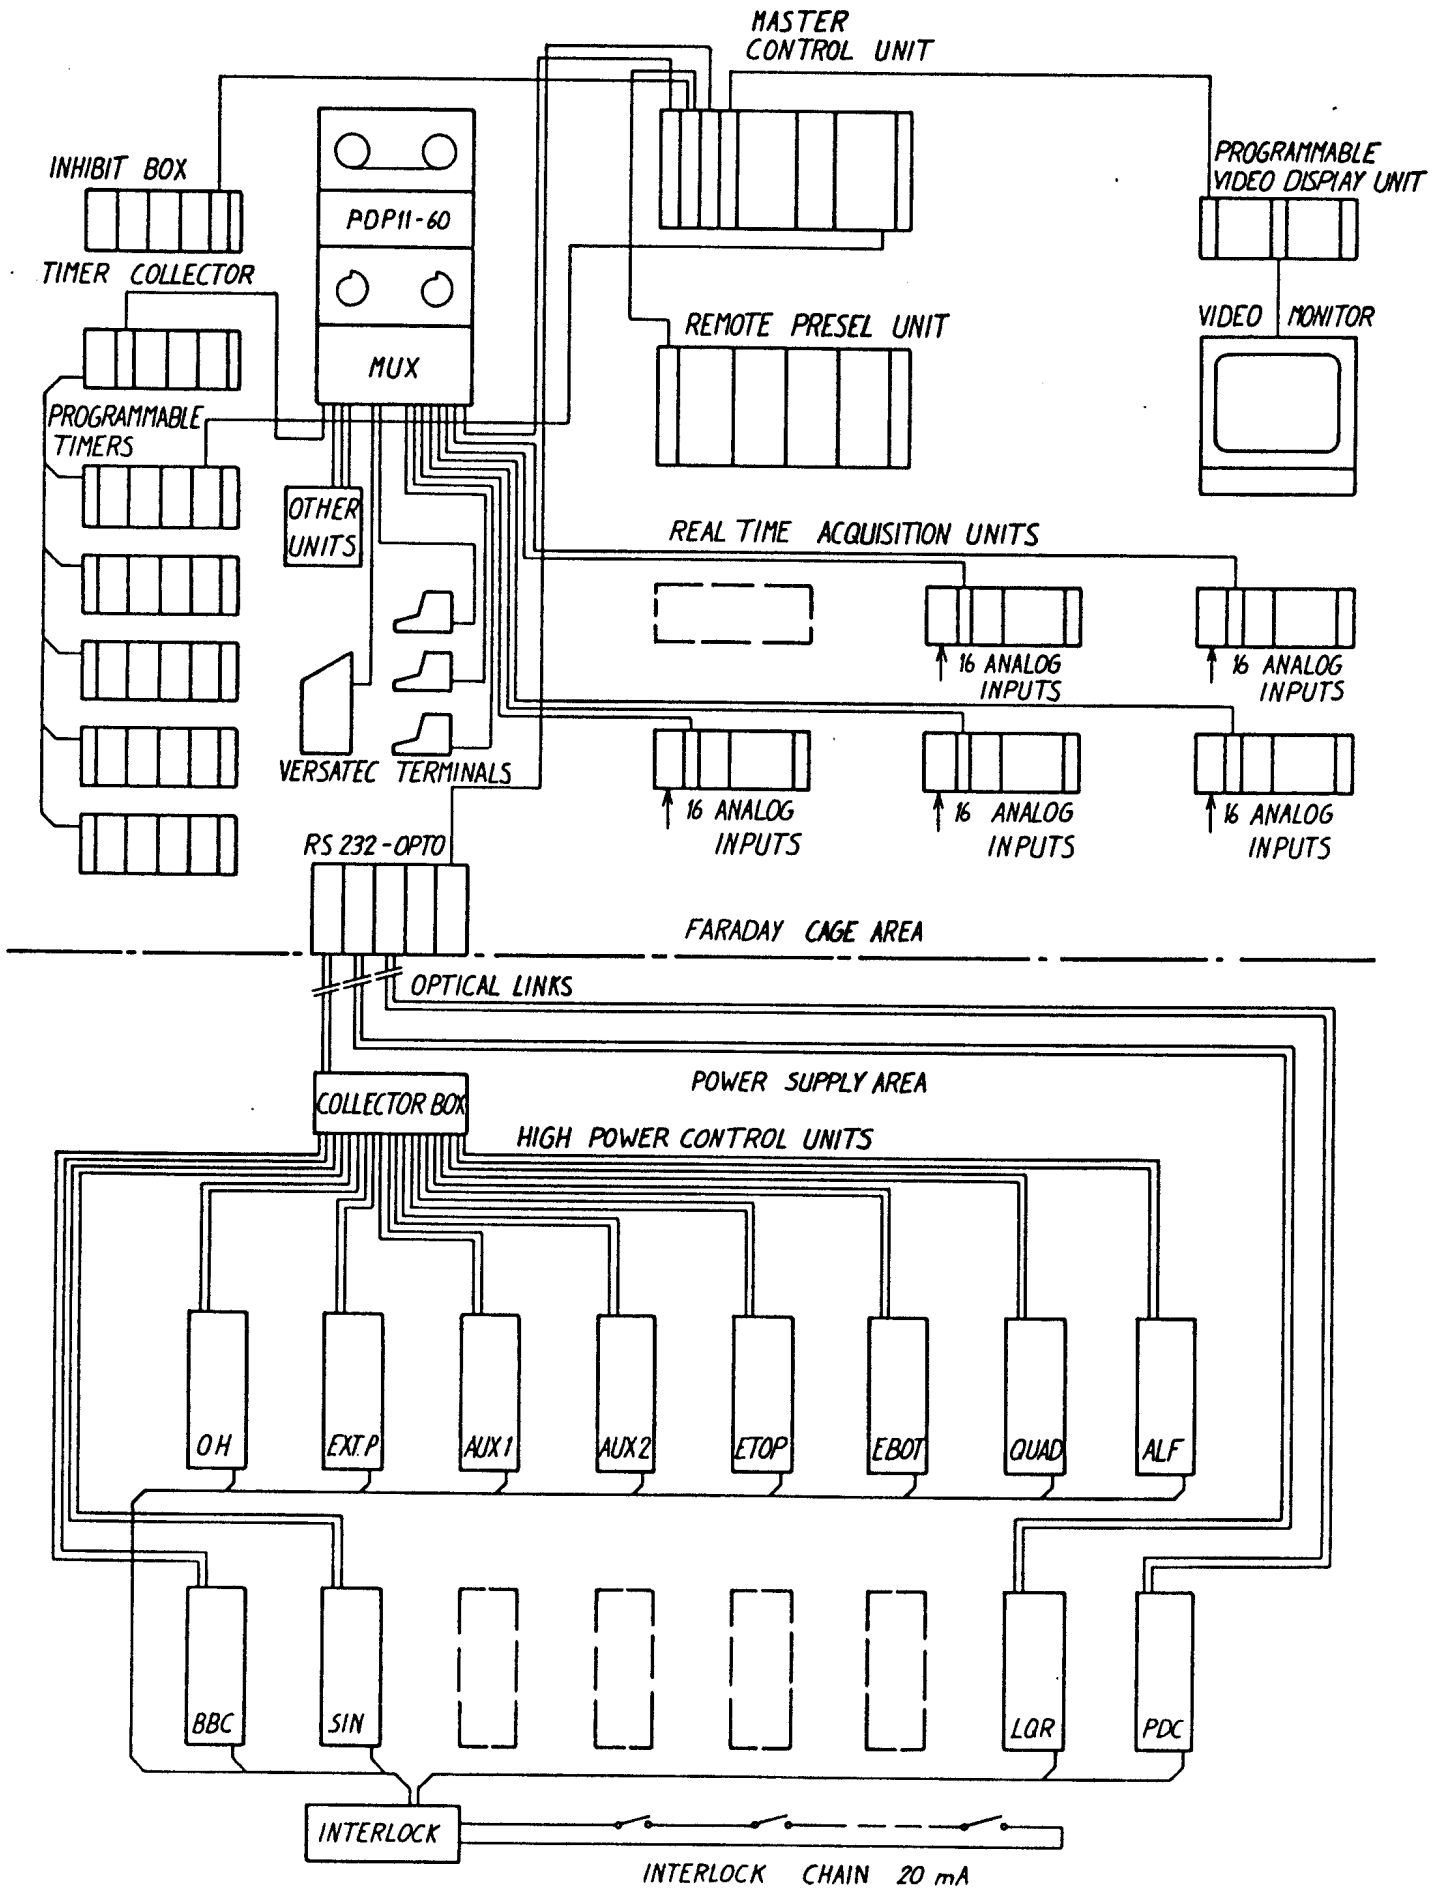 MASTER
CONTROL UNIT
INHIBIT BOX
PROGRAMMABLE
VIDEO DISPLAY UNIT
PDP11-60
TIMER COLLECTOR
VIDEO MONITOR
REMOTE PRESEL UNIT
MUX
PROGRAMMABLE
TIMERS
OTHER
UNITS
REAL TIME ACQUISITION UNITS
16 ANALOG
INPUTS
16 ANALOG
INPUTS
VERSATEC TERMINALS
16 ANALOG
INPUTS
16 ANALOG
INPUTS
16 ANALOG
INPUTS
RS 232-OPTO
FARADAY CAGE AREA
OPTICAL LINKS
POWER SUPPLY AREA
COLLECTOR BOX
HIGH POWER CONTROL UNITS
OH
EXT.P
AUX1
AUX2
ETOP
EBOT
QUAD
ALF
BBC
SIN
LQR
PDC
INTERLOCK
INTERLOCK CHAIN 20 mA